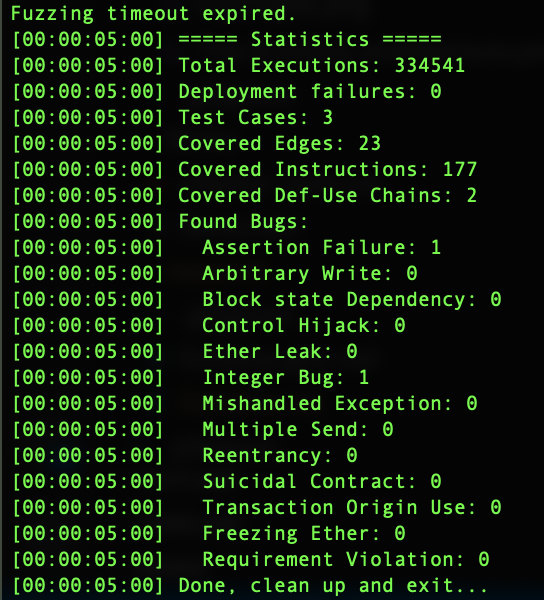 Fuzzing timeout expired.
[00:00:05:00] ===== Statistics =====
[00:00:05:00] Total Executions: 334541
[00:00:05:00] Deployment failures: 0
[00:00:05:00] Test Cases: 3
[00:00:05:00] Covered Edges: 23
[00:00:05:00] Covered Instructions: 177
[00:00:05:00] Covered Def-Use Chains: 2
[00:00:05:00] Found Bugs:
[00:00:05:00]   Assertion Failure: 1
[00:00:05:00]   Arbitrary Write: 0
[00:00:05:00]   Block state Dependency: 0
[00:00:05:00]   Control Hijack: 0
[00:00:05:00]   Ether Leak: 0
[00:00:05:00]   Integer Bug: 1
[00:00:05:00]   Mishandled Exception: 0
[00:00:05:00]   Multiple Send: 0
[00:00:05:00]   Reentrancy: 0
[00:00:05:00]   Suicidal Contract: 0
[00:00:05:00]   Transaction Origin Use: 0
[00:00:05:00]   Freezing Ether: 0
[00:00:05:00]   Requirement Violation: 0
[00:00:05:00] Done, clean up and exit...